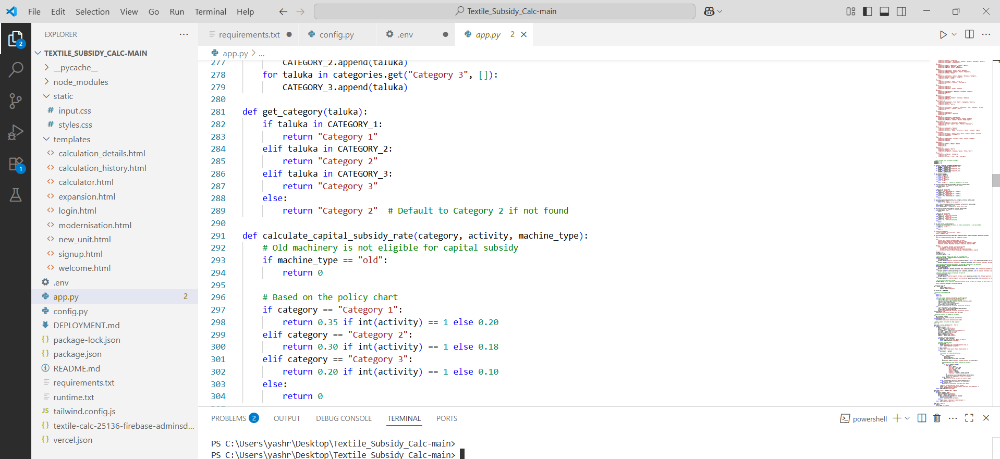 File Edit Selection View Go Run Terminal Help
Textile_Subsidy_Calc-main
EXPLORER
requirements.txt
config.py
.env
app.py 2
2
1
TEXTILE_SUBSIDY_CALC-MAIN
__pycache__
node_modules
static
input.css
styles.css
templates
calculation_details.html
calculation_history.html
calculator.html
expansion.html
login.html
modernisation.html
new_unit.html
signup.html
welcome.html
.env
app.py 2
config.py
DEPLOYMENT.md
package-lock.json
package.json
README.md
requirements.txt
runtime.txt
JS tailwind.config.js
textile-calc-25136-firebase-adminsd...
vercel.json
app.py > ...
277 CATEGORY_2.append(taluka)
278 for taluka in categories.get("Category 3", []):
279 CATEGORY_3.append(taluka)
280
281 def get_category(taluka):
282 if taluka in CATEGORY_1:
283 return "Category 1"
284 elif taluka in CATEGORY_2:
285 return "Category 2"
286 elif taluka in CATEGORY_3:
287 return "Category 3"
288 else:
289 return "Category 2" # Default to Category 2 if not found
290
291 def calculate_capital_subsidy_rate(category, activity, machine_type):
292 # Old machinery is not eligible for capital subsidy
293 if machine_type == "old":
294 return 0
295
296 # Based on the policy chart
297 if category == "Category 1":
298 return 0.35 if int(activity) == 1 else 0.20
299 elif category == "Category 2":
300 return 0.30 if int(activity) == 1 else 0.18
301 elif category == "Category 3":
302 return 0.20 if int(activity) == 1 else 0.10
303 else:
304 return 0
PROBLEMS 2 OUTPUT DEBUG CONSOLE TERMINAL PORTS
powershell
PS C:\Users\yashr\Desktop\Textile_Subsidy_Calc-main>
PS C:\Users\yashr\Desktop\Textile_Subsidy_Calc-main>